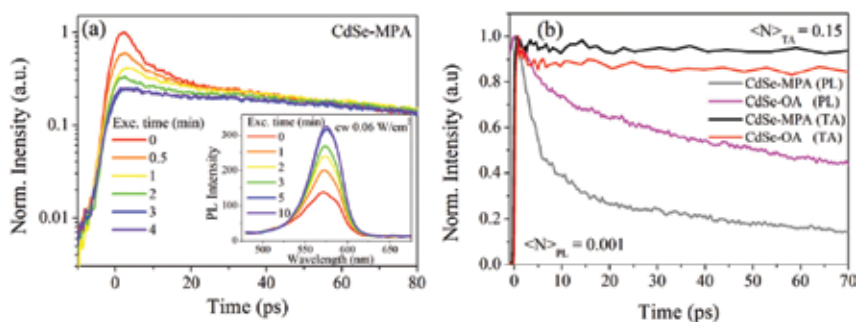 (a)
CdSe-MPA
Norm. Inensity (a.u.)
1
0.1
0.01
Exc. time (min)
0
0.5
1
2
3
4
cw 0.06 W/cm²
Exc. time (min)
0
1
2
3
5
10
PL Intensity
300
200
100
0
500
550
600
650
Wavelength (nm)
0
20
40
60
80
Time (ps)
(b)
<N>TA = 0.15
Norm. Intensity (a.u)
1.0
0.8
0.6
0.4
0.2
0.0
CdSe-MPA (PL)
CdSe-OA (PL)
CdSe-MPA (TA)
CdSe-OA (TA)
<N>PL = 0.001
0
10
20
30
40
50
60
70
Time (ps)